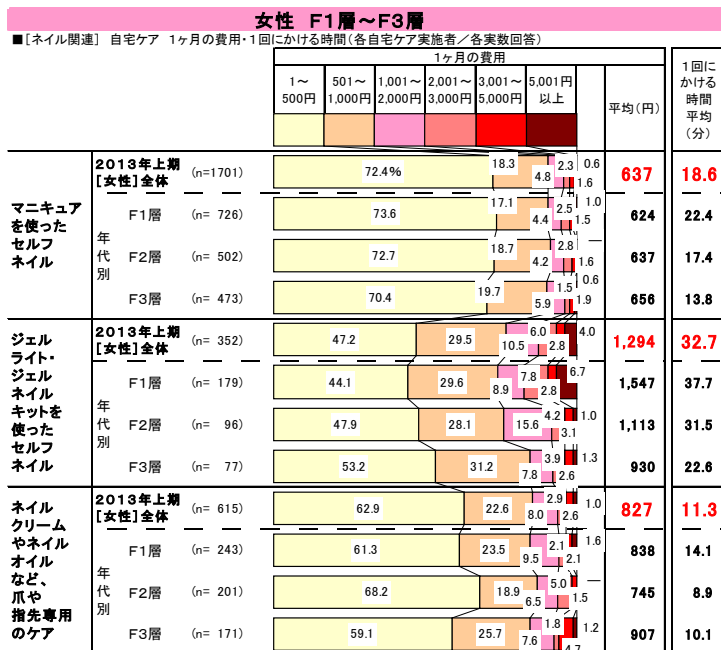 女性 F1層～F3層
■[ネイル関連] 自宅ケア 1ヶ月の費用・1回にかける時間(各自宅ケア実施者／各実数回答)
1ヶ月の費用
1～500円 501～1,000円 1,001～2,000円 2,001～3,000円 3,001～5,000円 5,001円以上 平均(円) 1回にかける時間平均(分)
マニキュアを使ったセルフネイル
2013年上期[女性]全体 (n=1701) 72.4% 18.3 4.8 2.3 1.6 0.6 637 18.6
年代別
F1層 (n= 726) 73.6 17.1 4.4 2.5 1.5 1.0 624 22.4
F2層 (n= 502) 72.7 18.7 4.2 2.8 1.6 ― 637 17.4
F3層 (n= 473) 70.4 19.7 5.9 1.5 1.9 0.6 656 13.8
ジェルライト・ジェルネイルキットを使ったセルフネイル
2013年上期[女性]全体 (n= 352) 47.2 29.5 10.5 6.0 2.8 4.0 1,294 32.7
年代別
F1層 (n= 179) 44.1 29.6 8.9 7.8 2.8 6.7 1,547 37.7
F2層 (n= 96) 47.9 28.1 15.6 4.2 3.1 1.0 1,113 31.5
F3層 (n= 77) 53.2 31.2 7.8 3.9 2.6 1.3 930 22.6
ネイルクリームやネイルオイルなど、爪や指先専用のケア
2013年上期[女性]全体 (n= 615) 62.9 22.6 8.0 2.9 2.6 1.0 827 11.3
年代別
F1層 (n= 243) 61.3 23.5 9.5 2.1 2.1 1.6 838 14.1
F2層 (n= 201) 68.2 18.9 6.5 5.0 1.5 ― 745 8.9
F3層 (n= 171) 59.1 25.7 7.6 1.8 4.7 1.2 907 10.1